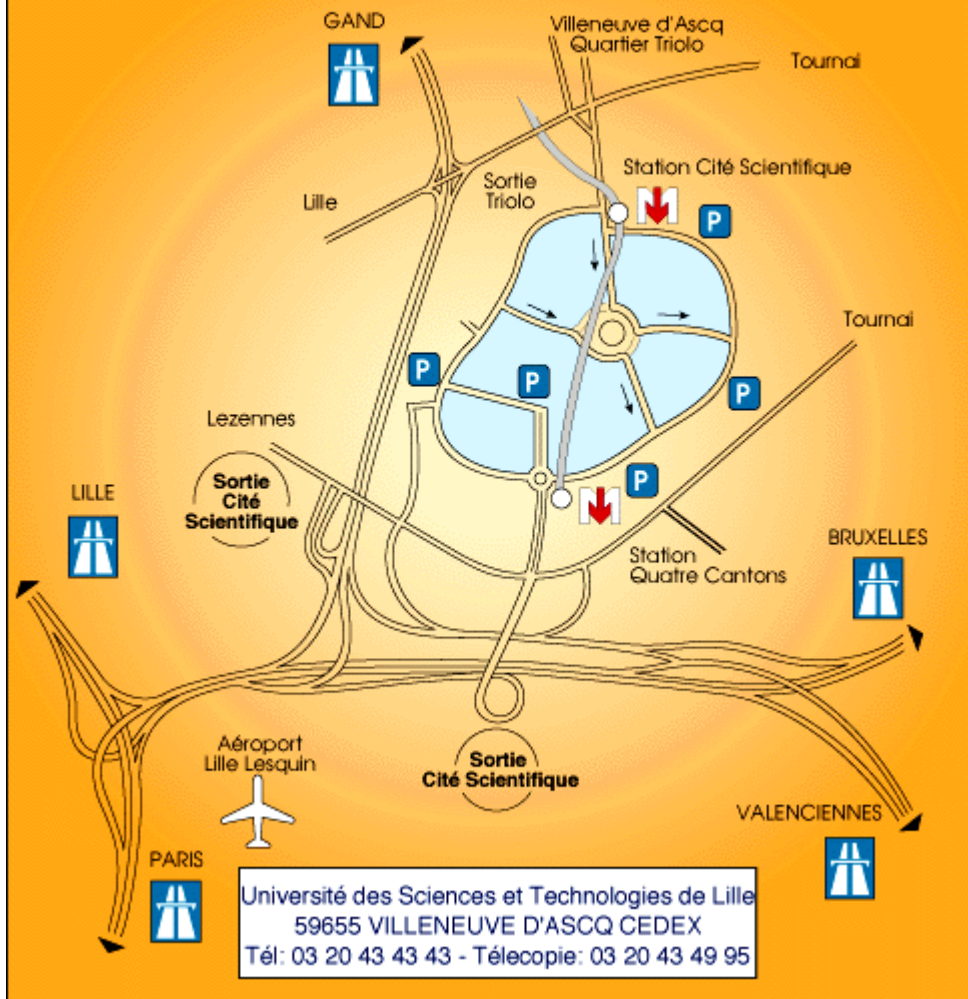 GAND
Villeneuve d'Ascq
Quartier Triolo
Tournai
Station Cité Scientifique
Sortie
Triolo
Lille
P
Tournai
P
P
P
Lezennes
Sortie
Cité
Scientifique
P
LILLE
BRUXELLES
Station
Quatre Cantons
Aéroport
Lille Lesquin
Sortie
Cité Scientifique
VALENCIENNES
PARIS
Université des Sciences et Technologies de Lille
59655 VILLENEUVE D'ASCQ CEDEX
Tél: 03 20 43 43 43 - Télecopie: 03 20 43 49 95